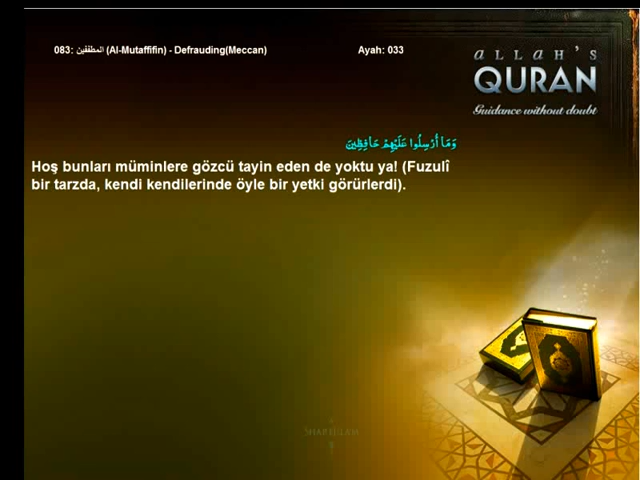 083: المطففين (Al-Mutaffifin) - Defrauding(Meccan) Ayah: 033
ALLAH'S
QURAN
Guidance without doubt
وَمَا أُرْسِلُوا عَلَيْهِمْ حَافِظِينَ
Hoş bunları müminlere gözcü tayin eden de yoktu ya! (Fuzulî
bir tarzda, kendi kendilerinde öyle bir yetki görürlerdi).